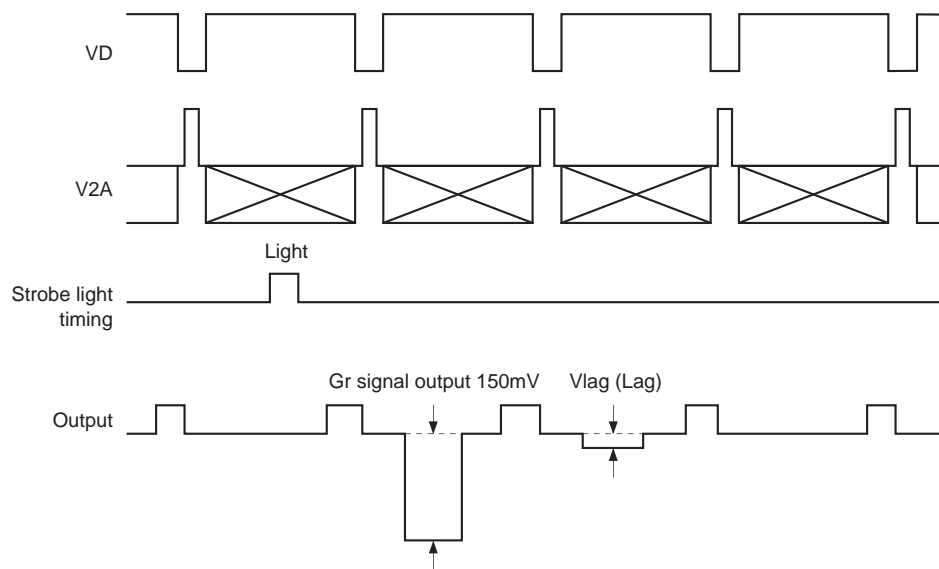 VD
V2A
Light
Strobe light
timing
Gr signal output 150mV
Vlag (Lag)
Output